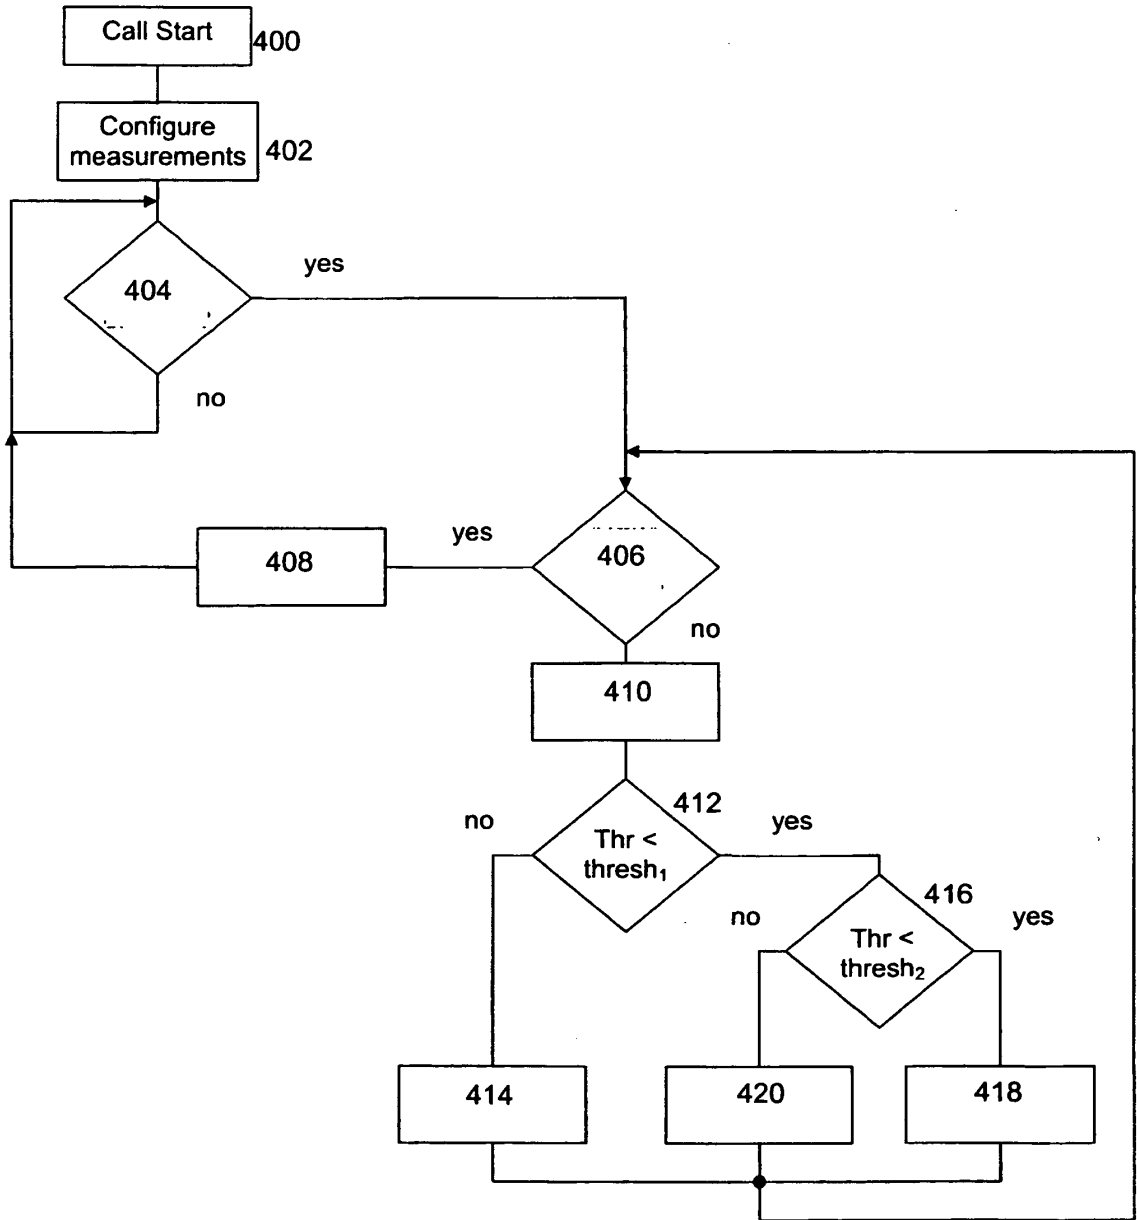 Call Start
400
Configure
measurements
402
404
yes
no
yes
408
406
no
410
412
no
yes
Thr <
thresh₁
416
no
yes
Thr <
thresh₂
414
420
418